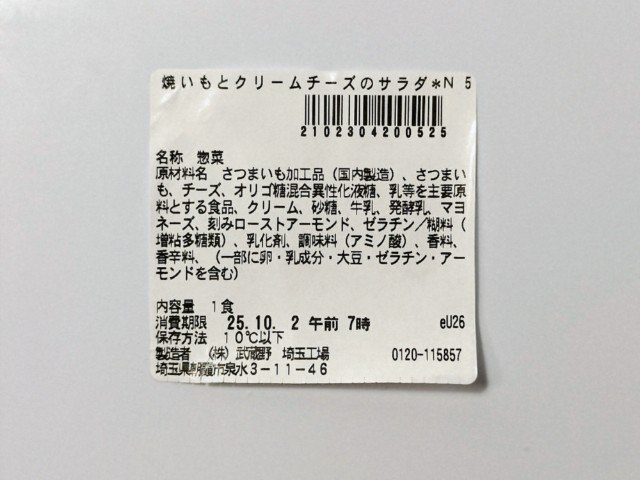 焼いもとクリームチーズのサラダ*N 5
2102304200525
名称 惣菜
原材料名 さつまいも加工品(国内製造)、さつまい
も、チーズ、オリゴ糖混合異性化液糖、乳等を主要原
料とする食品、クリーム、砂糖、牛乳、発酵乳、マヨ
ネーズ、刻みローストアーモンド、ゼラチン/糊料(
増粘多糖類)、乳化剤、調味料(アミノ酸)、香料、
香辛料、(一部に卵・乳成分・大豆・ゼラチン・アー
モンドを含む)
内容量 1食
消費期限 25.10. 2 午前 7時 eU26
保存方法 10℃以下
製造者 (株)武蔵野 埼玉工場 0120-115857
埼玉県朝霞市泉水3-11-46